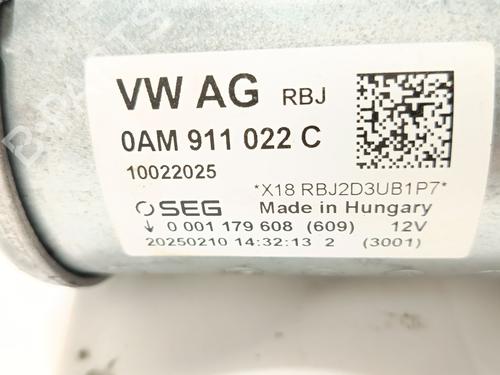 VW AG RBJ
0AM 911 022 C
10022025
*X18 RBJ2D3UB1P7*
SEG Made in Hungary
0 001 179 608 (609) 12V
20250210 14:32:13 2 (3001)